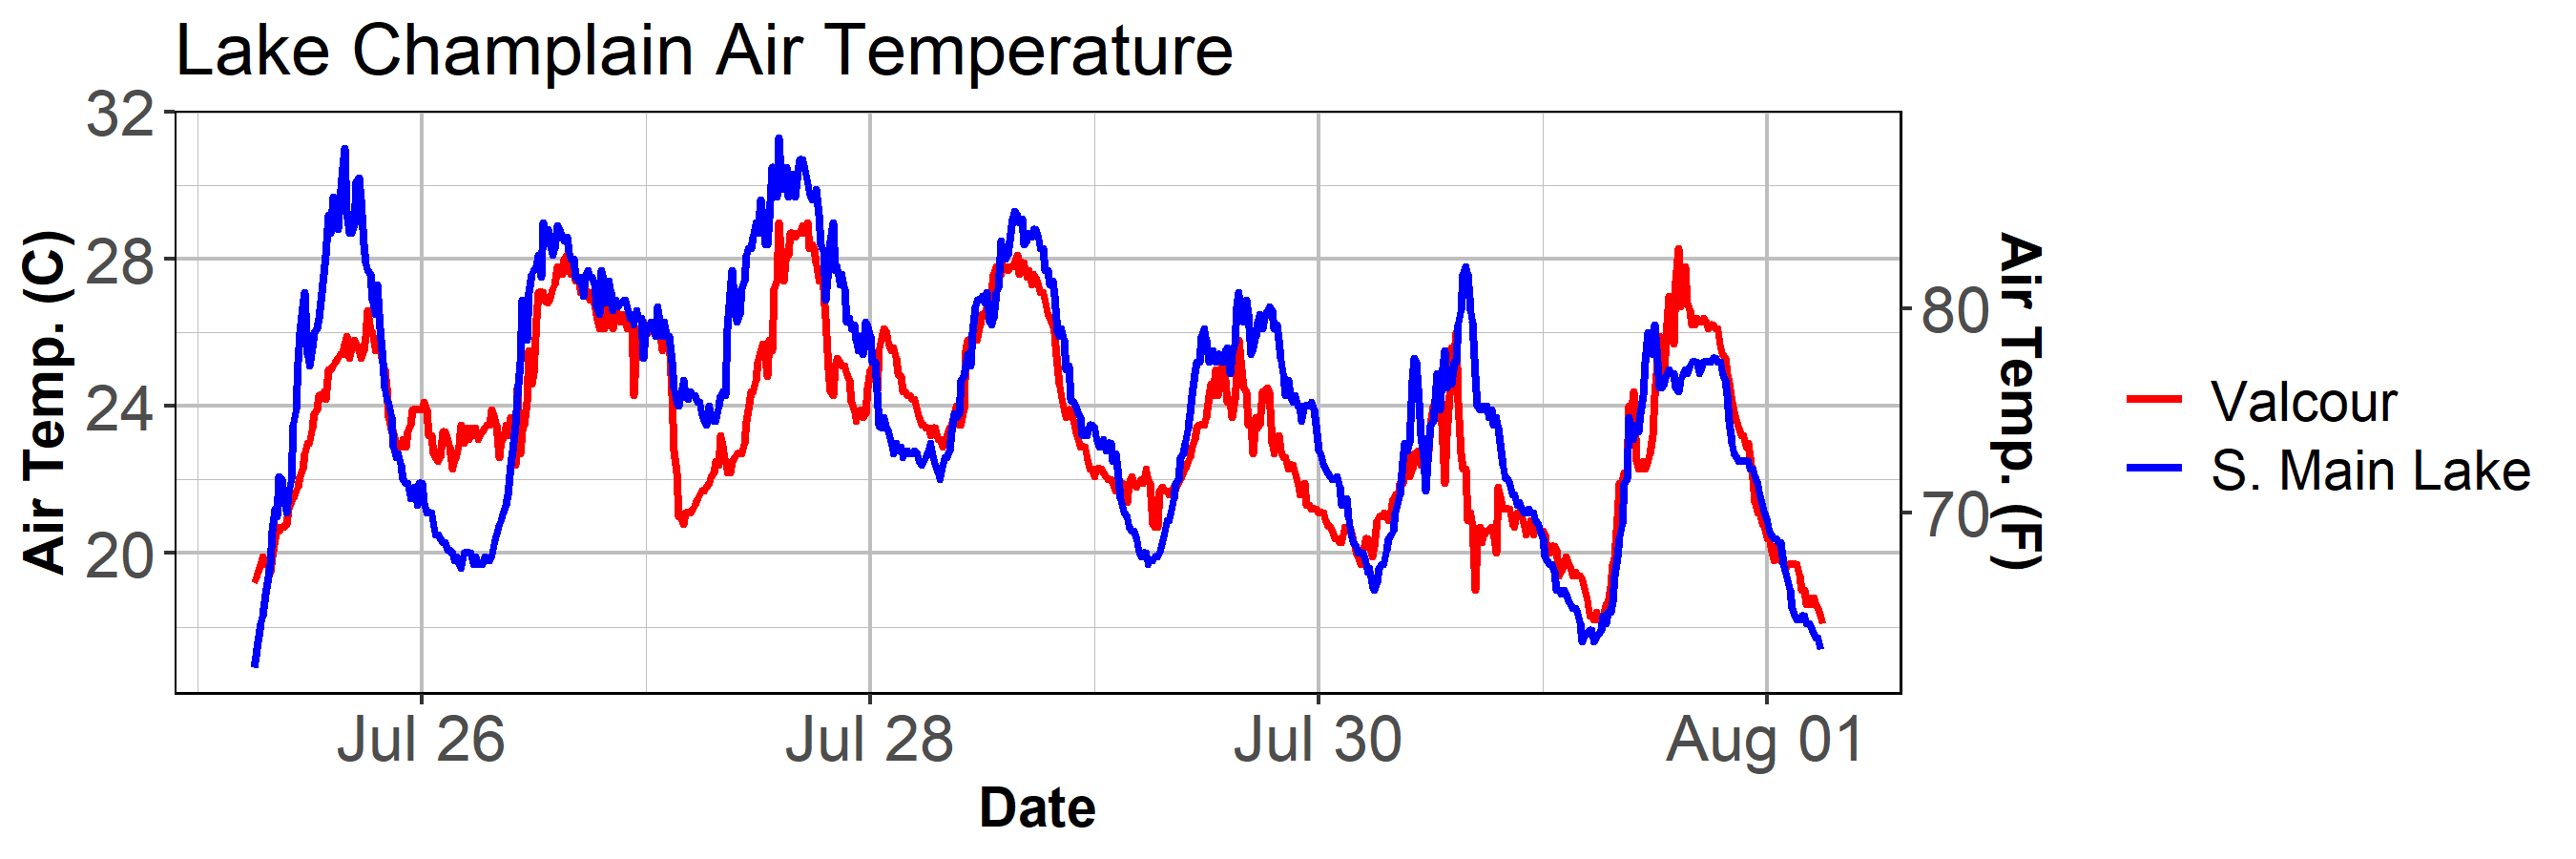 Lake Champlain Air Temperature
32
28
24
20
Air Temp. (C)
80
70
Air Temp. (F)
Jul 26
Jul 28
Jul 30
Aug 01
Date
Valcour
S. Main Lake